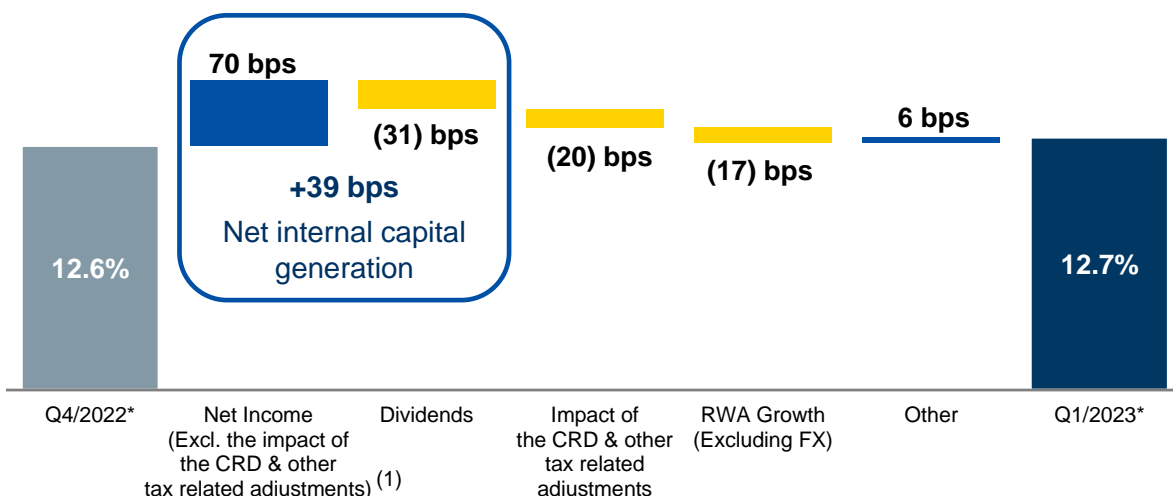 70 bps
(31) bps
(20) bps
(17) bps
6 bps
+39 bps
Net internal capital
generation
12.6%
12.7%
Q4/2022*
Net Income
(Excl. the impact of
the CRD & other
tax related adjustments) (1)
Dividends
Impact of
the CRD & other
tax related
adjustments
RWA Growth
(Excluding FX)
Other
Q1/2023*